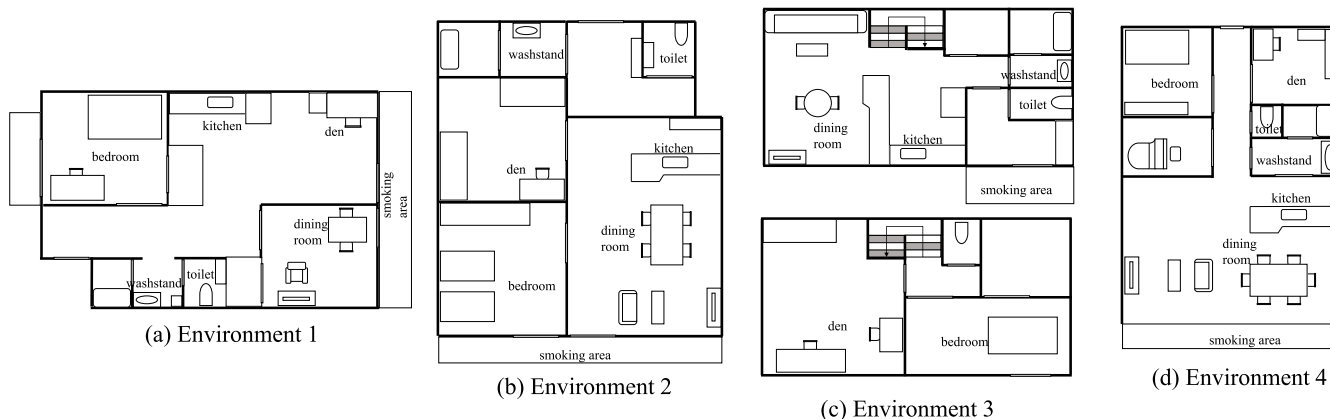 bedroom
kitchen
den
smoking
area
dining
room
washstand
toilet
(a) Environment 1
washstand
toilet
den
kitchen
dining
room
bedroom
smoking area
(b) Environment 2
washstand
toilet
dining
room
kitchen
smoking area
den
bedroom
(c) Environment 3
bedroom
den
toilet
washstand
kitchen
dining
room
smoking area
(d) Environment 4